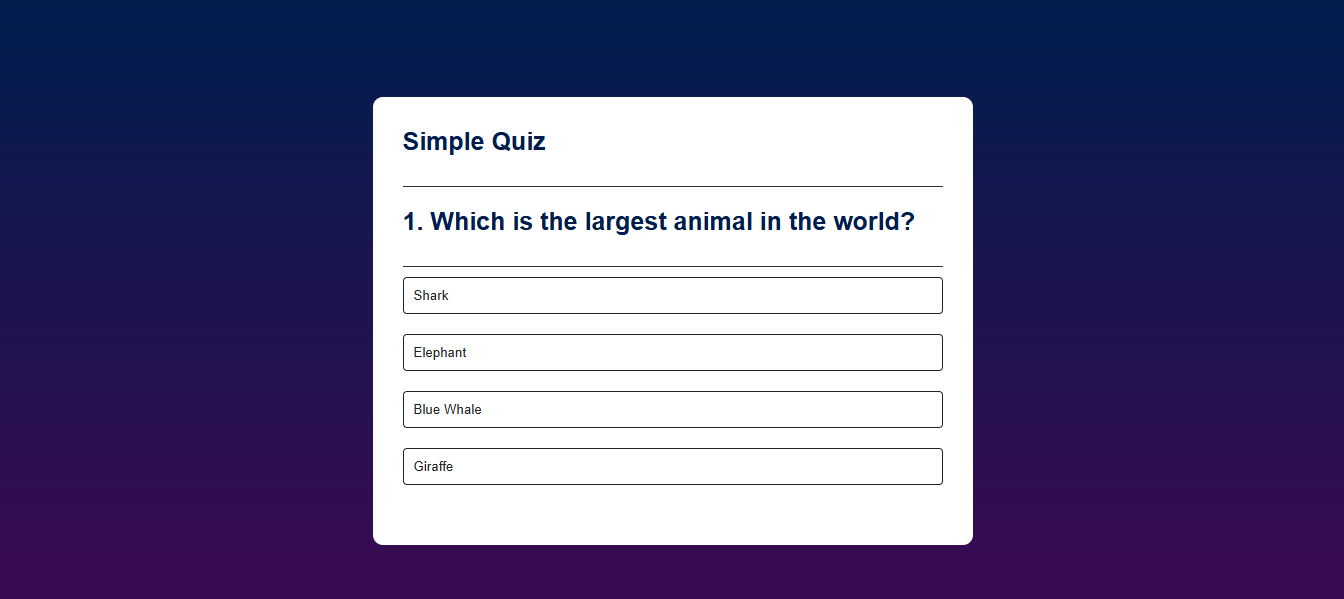 Simple Quiz
1. Which is the largest animal in the world?
Shark
Elephant
Blue Whale
Giraffe